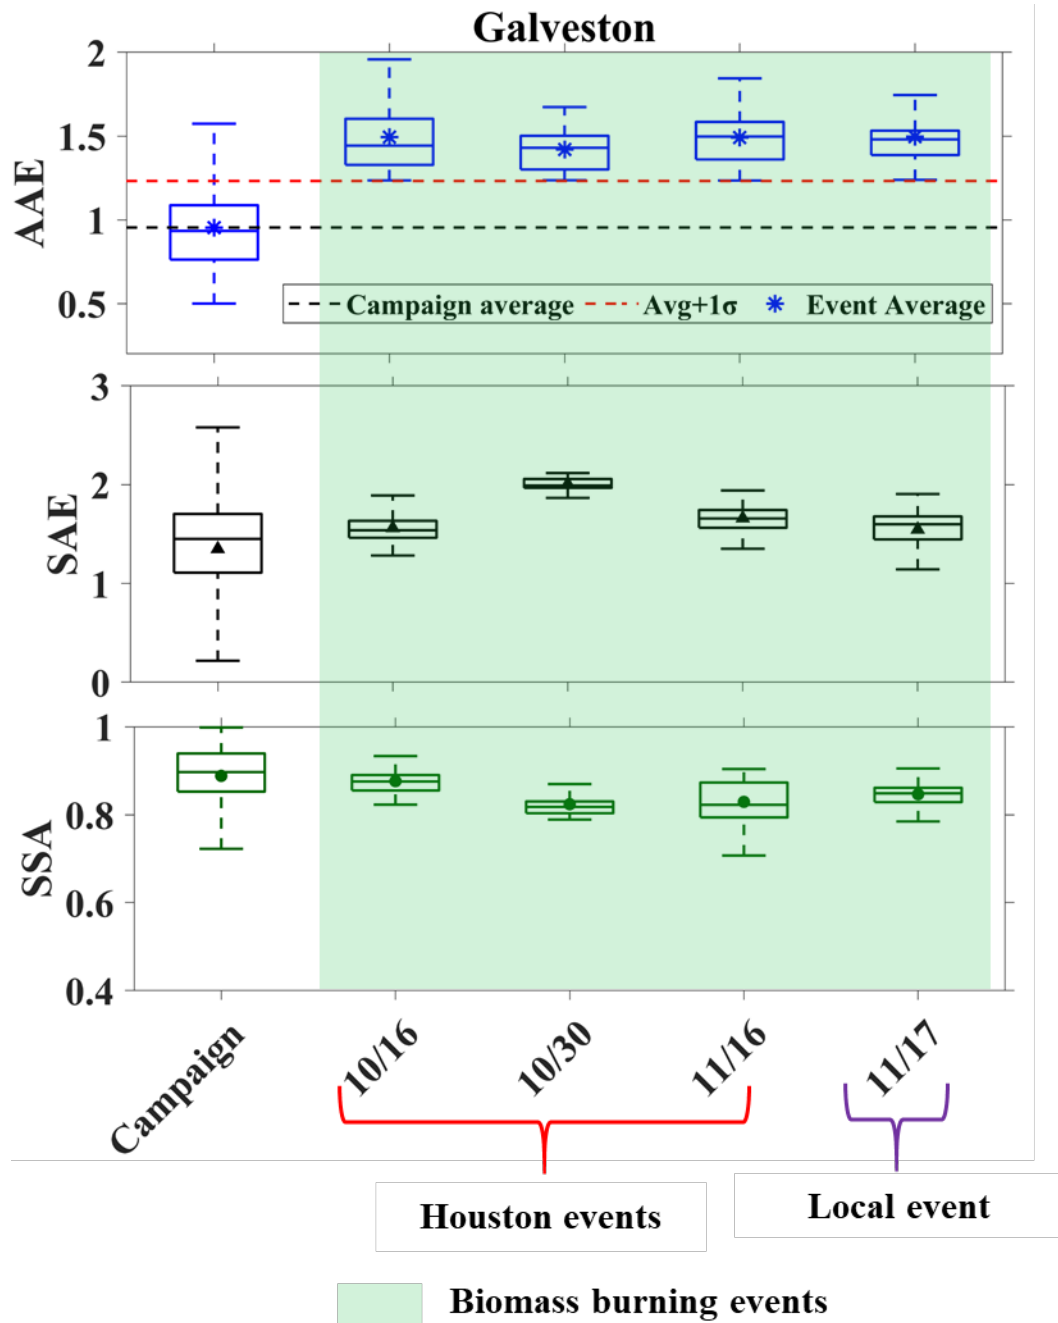 Galveston
AAE
2
1.5
1
0.5
Campaign average
Avg+1σ
Event Average
SAE
3
2
1
0
SSA
1
0.8
0.6
0.4
Campaign
10/16
10/30
11/16
11/17
Houston events
Local event
Biomass burning events